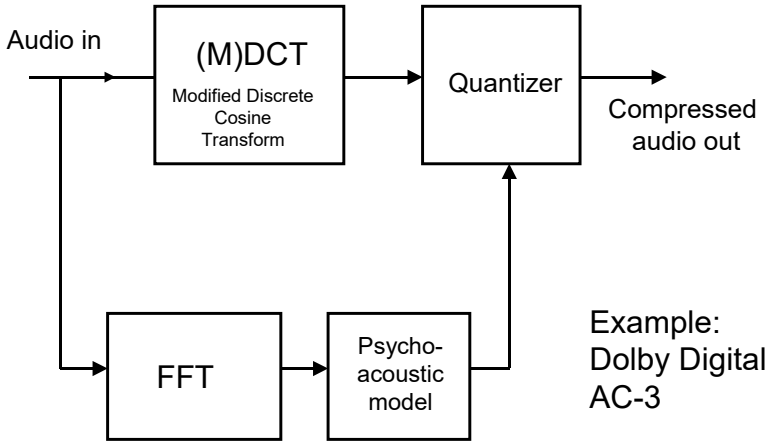 Audio in
(M)DCT
Modified Discrete
Cosine
Transform
Quantizer
Compressed
audio out
FFT
Psycho-
acoustic
model
Example:
Dolby Digital
AC-3